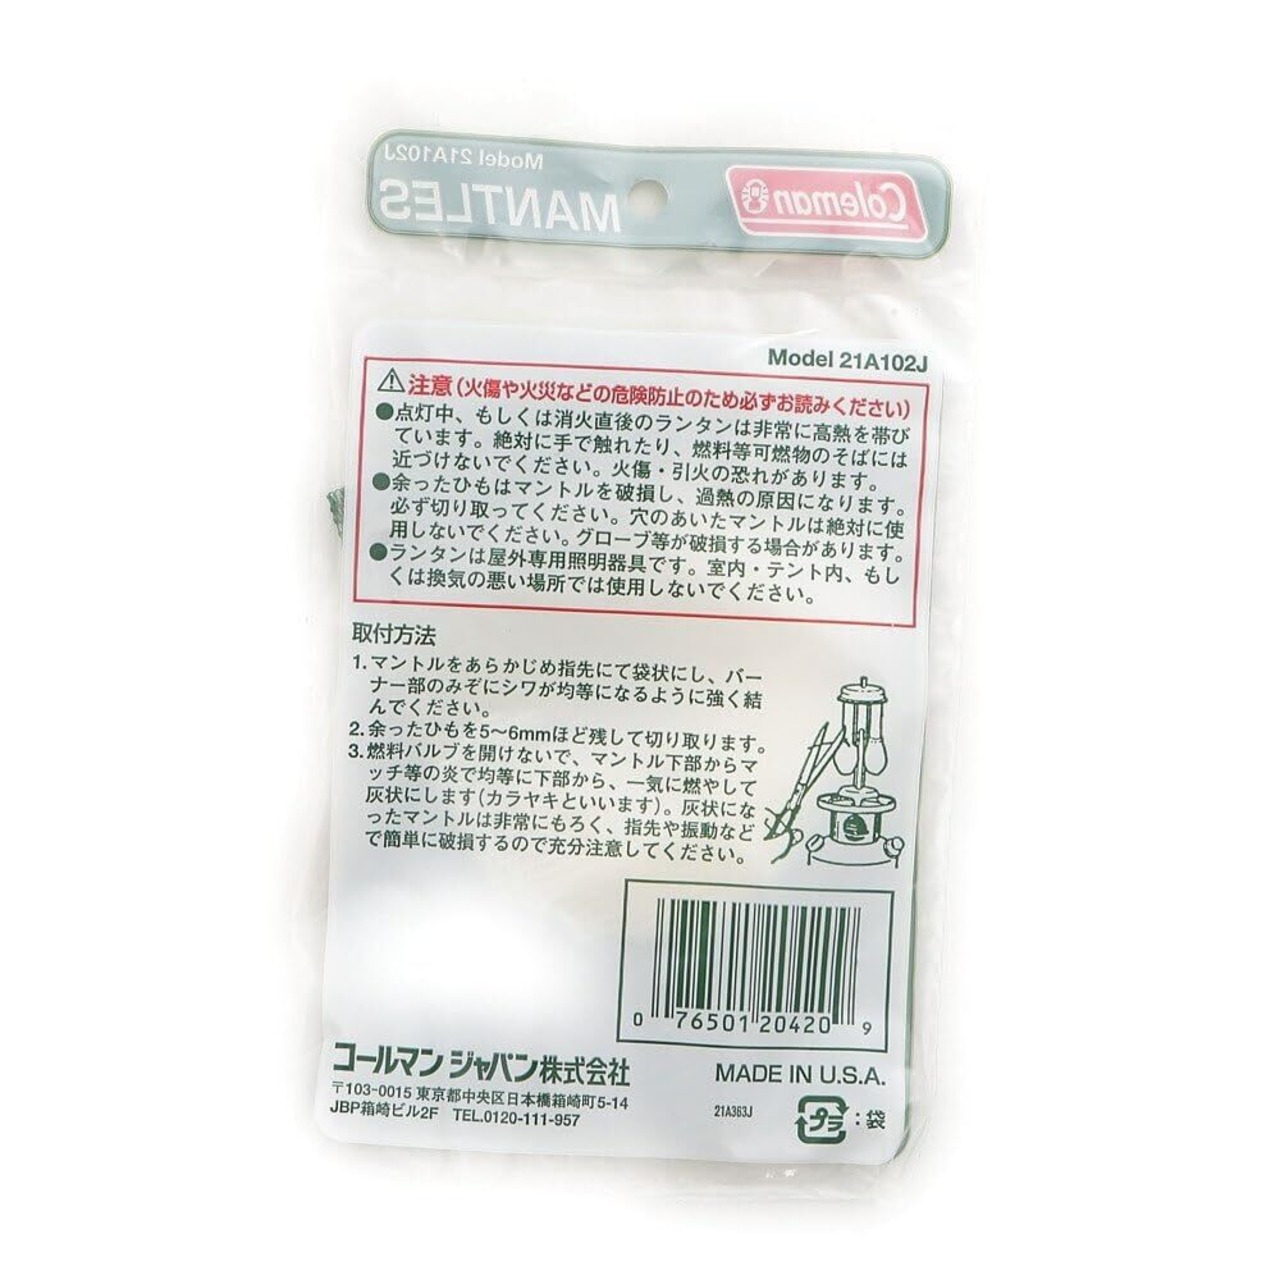 Model 21A102J
MANTLES
Coleman
Model 21A102J
注意(火傷や火災などの危険防止のため必ずお読みください)
●点灯中、もしくは消火直後のランタンは非常に高熱を帯び
ています。絶対に手で触れたり、燃料等可燃物のそばには
近づけないでください。火傷・引火の恐れがあります。
●余ったひもはマントルを破損し、過熱の原因になります。
必ず切り取ってください。穴のあいたマントルは絶対に使
用しないでください。グローブ等が破損する場合があります。
●ランタンは屋外専用照明器具です。室内・テント内、もし
くは換気の悪い場所では使用しないでください。
取付方法
1.マントルをあらかじめ指先にて袋状にし、バー
ナー部のみぞにシワが均等になるように強く結
んでください。
2.余ったひもを5〜6mmほど残して切り取ります。
3.燃料バルブを開けないで、マントル下部からマ
ッチ等の炎で均等に下部から、一気に燃やして
灰状にします(カラヤキといいます)。灰状にな
ったマントルは非常にもろく、指先や振動など
で簡単に破損するので充分注意してください。
0 76501 20420 9
コールマン ジャパン株式会社
〒103-0015 東京都中央区日本橋箱崎町5-14
JBP箱崎ビル2F TEL.0120-111-957
MADE IN U.S.A.
21A363J
プラ:袋